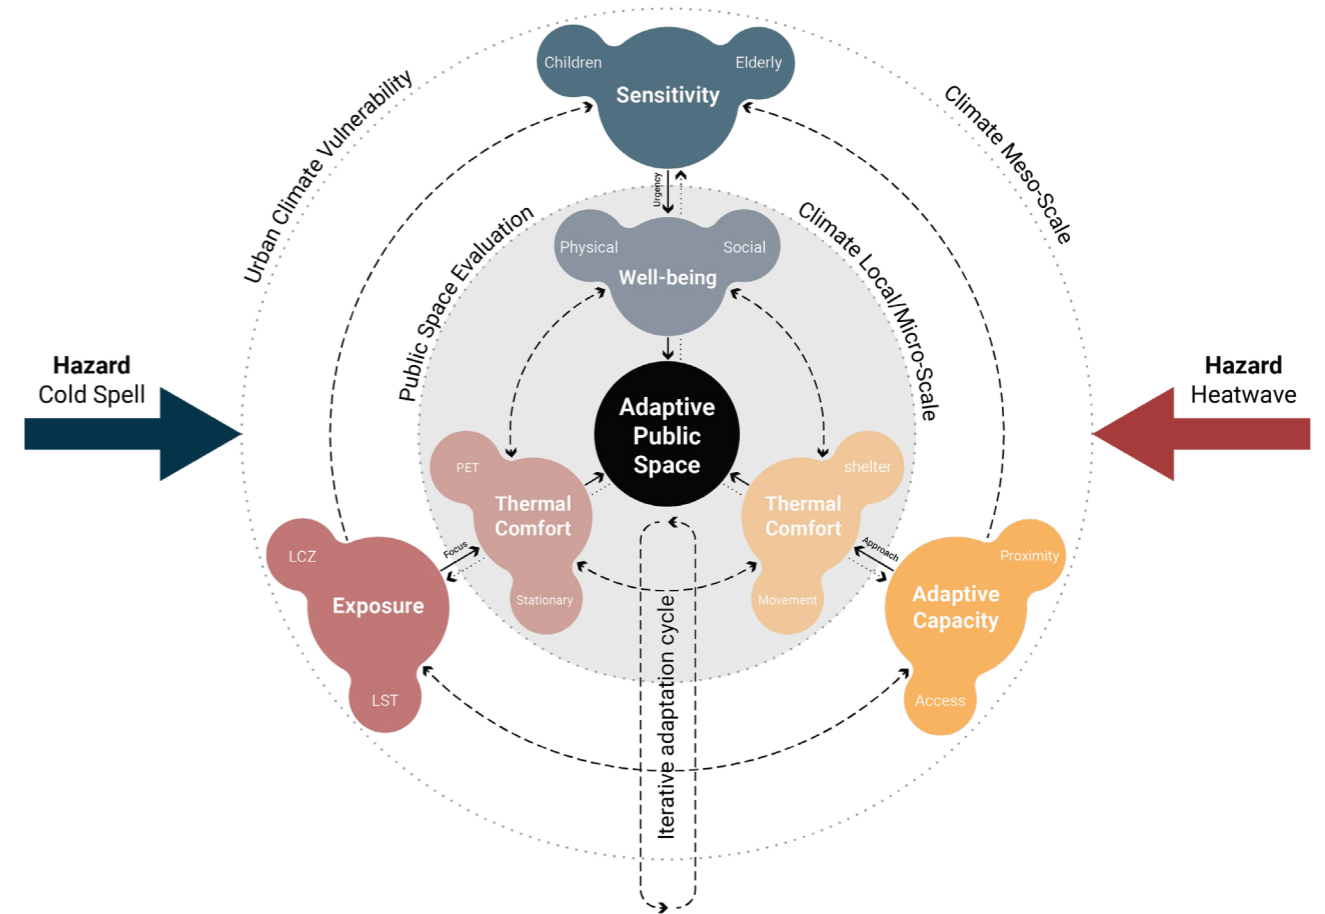 Children
Elderly
Sensitivity
Urban Climate Vulnerability
Climate Meso-Scale
Urgency
Public Space Evaluation
Climate Local/Micro-Scale
Physical
Social
Well-being
Hazard
Cold Spell
Hazard
Heatwave
Adaptive
Public
Space
PET
Thermal
Comfort
Stationary
shelter
Thermal
Comfort
Movement
Focus
Approach
LCZ
Exposure
LST
Proximity
Adaptive
Capacity
Access
Iterative adaptation cycle